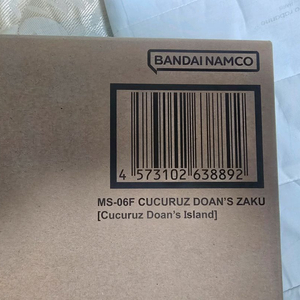 BANDAI NAMCO
4 573102 638892
MS-06F CUCURUZ DOAN'S ZAKU
[Cucuruz Doan's Island]